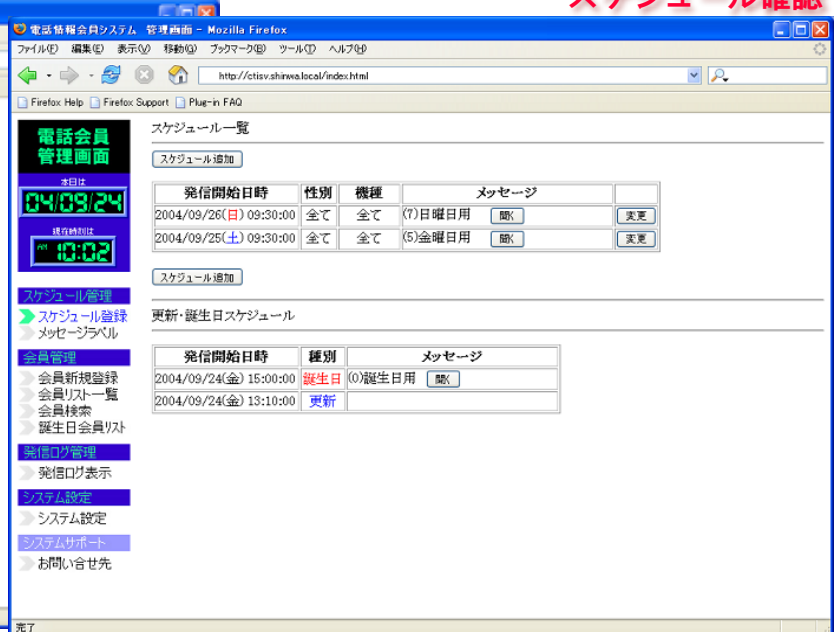 スケジュール確認
電話情報会員システム 管理画面 - Mozilla Firefox
ファイル(F) 編集(E) 表示(V) 移動(G) ブックマーク(B) ツール(T) ヘルプ(H)
http://ctisv.shinwa.local/index.html
Firefox Help Firefox Support Plug-in FAQ
電話会員
管理画面
本日は
04/09/24
現在時刻は
AM 10:02
スケジュール管理
スケジュール登録
メッセージラベル
会員管理
会員新規登録
会員リスト一覧
会員検索
誕生日会員リスト
発信ログ管理
発信ログ表示
システム設定
システム設定
システムサポート
お問い合せ先
スケジュール一覧
スケジュール追加
発信開始日時 性別 機種 メッセージ
2004/09/26(日) 09:30:00 全て 全て (7)日曜日用 聞く 変更
2004/09/25(土) 09:30:00 全て 全て (5)金曜日用 聞く 変更
スケジュール追加
更新・誕生日スケジュール
発信開始日時 種別 メッセージ
2004/09/24(金) 15:00:00 誕生日 (0)誕生日用 聞く
2004/09/24(金) 13:10:00 更新
完了